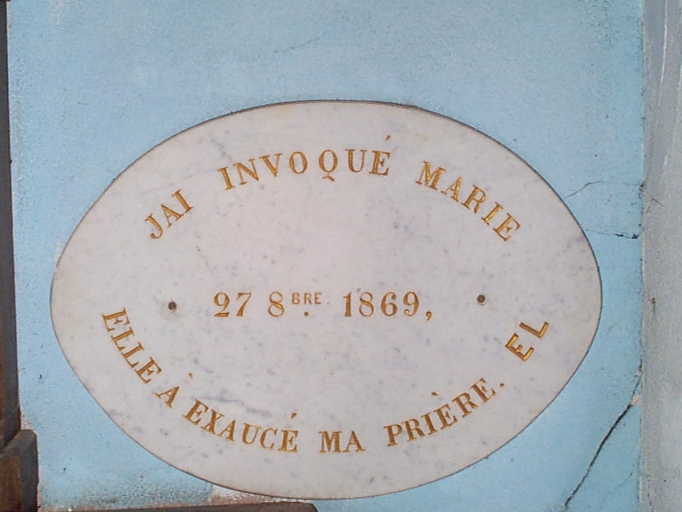 JAI INVOQUÉ MARIE
27 8BRE. 1869,
ELLE À EXAUCÉ MA PRIÈRE. EL